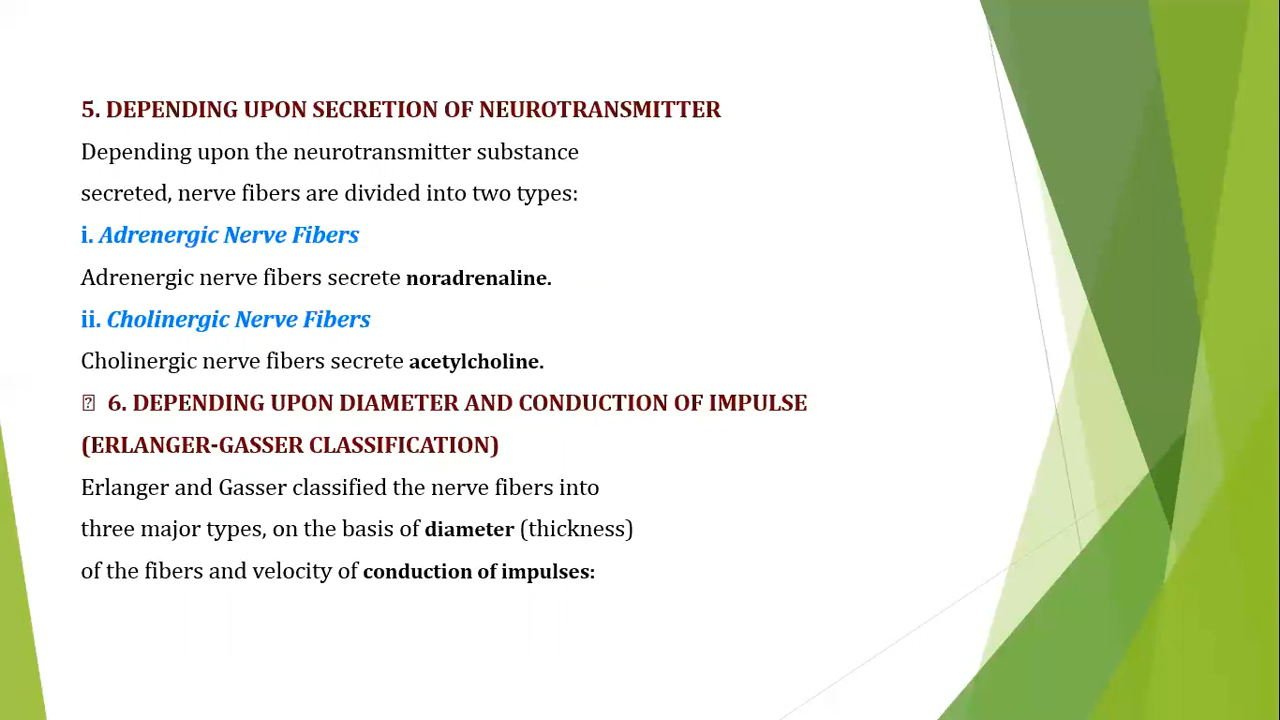 5. DEPENDING UPON SECRETION OF NEUROTRANSMITTER
Depending upon the neurotransmitter substance
secreted, nerve fibers are divided into two types:
i. Adrenergic Nerve Fibers
Adrenergic nerve fibers secrete noradrenaline.
ii. Cholinergic Nerve Fibers
Cholinergic nerve fibers secrete acetylcholine.
6. DEPENDING UPON DIAMETER AND CONDUCTION OF IMPULSE
(ERLANGER-GASSER CLASSIFICATION)
Erlanger and Gasser classified the nerve fibers into
three major types, on the basis of diameter (thickness)
of the fibers and velocity of conduction of impulses: